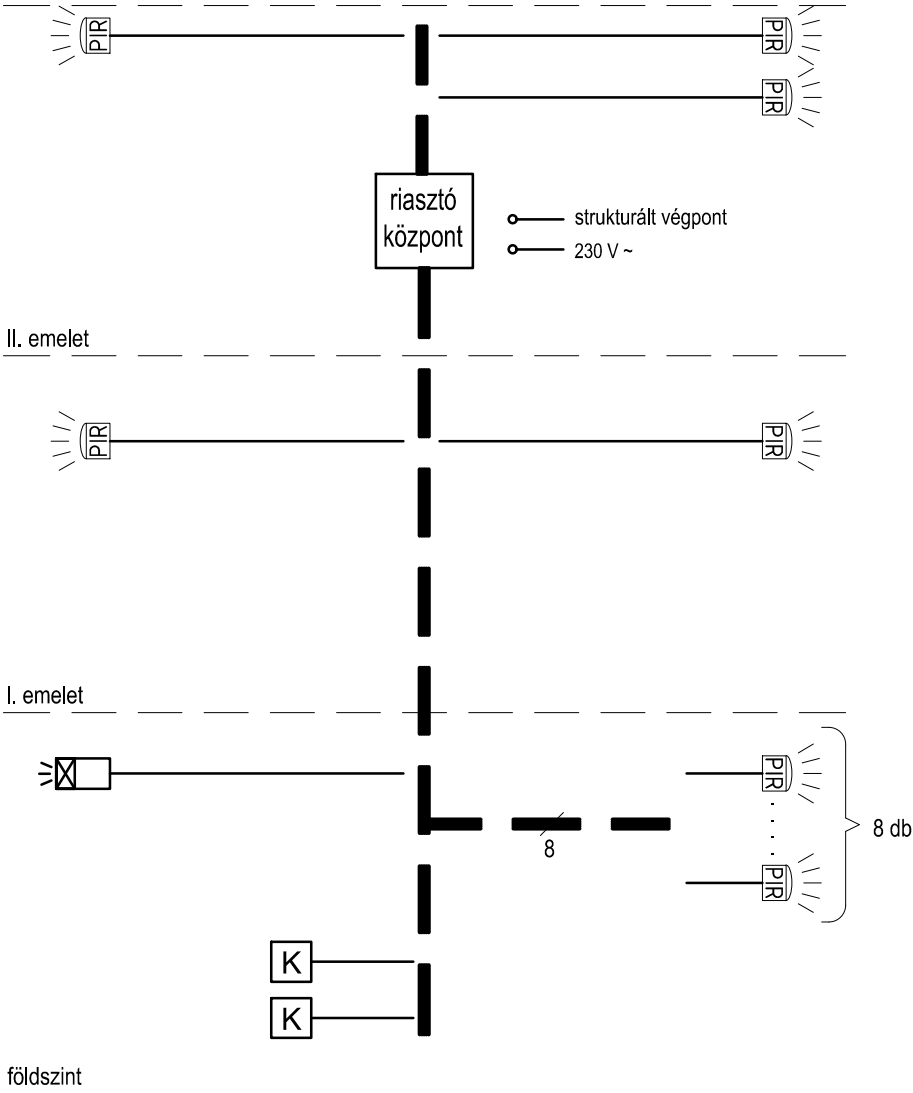 PIR
PIR
PIR
riasztó
központ
strukturált végpont
230 V ~
II. emelet
PIR
PIR
I. emelet
PIR
8
8 db
PIR
K
K
földszint